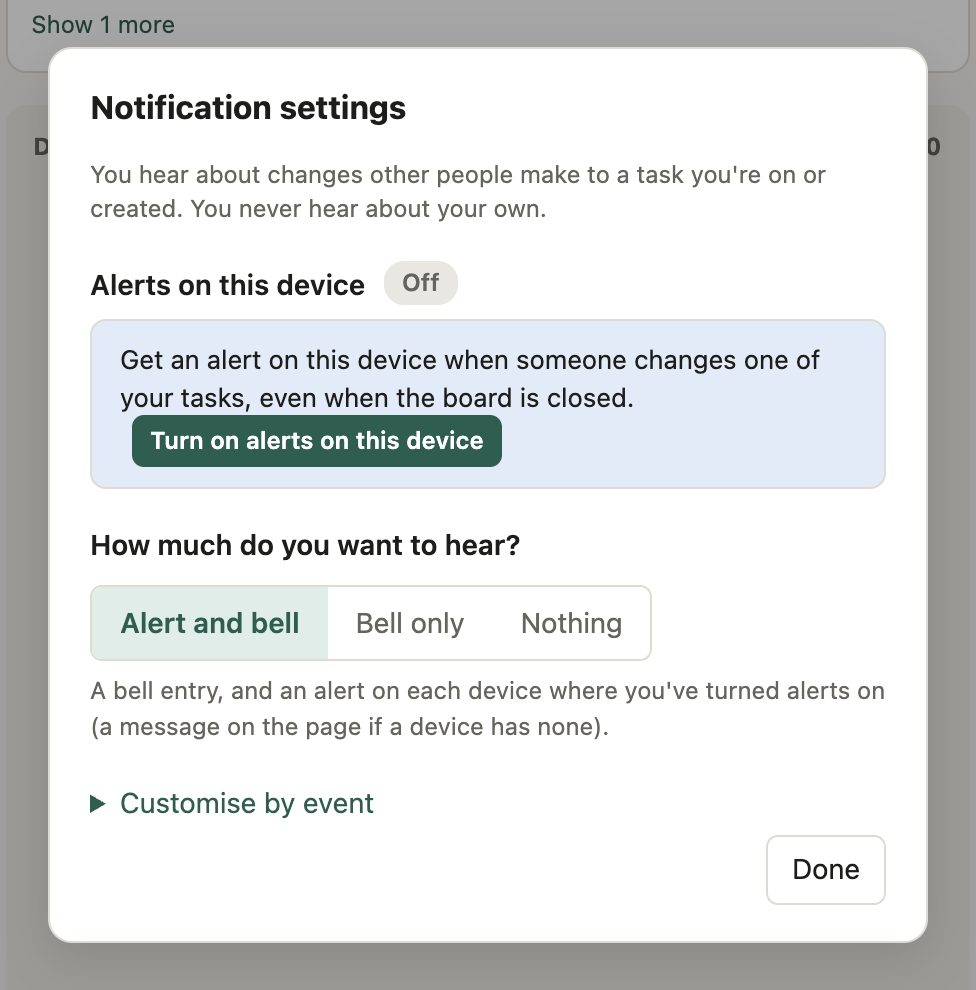 Show 1 more
Notification settings
D
0
You hear about changes other people make to a task you're on or
created. You never hear about your own.
Alerts on this device
Off
Get an alert on this device when someone changes one of
your tasks, even when the board is closed.
Turn on alerts on this device
How much do you want to hear?
Alert and bell
Bell only
Nothing
A bell entry, and an alert on each device where you've turned alerts on
(a message on the page if a device has none).
Customise by event
Done